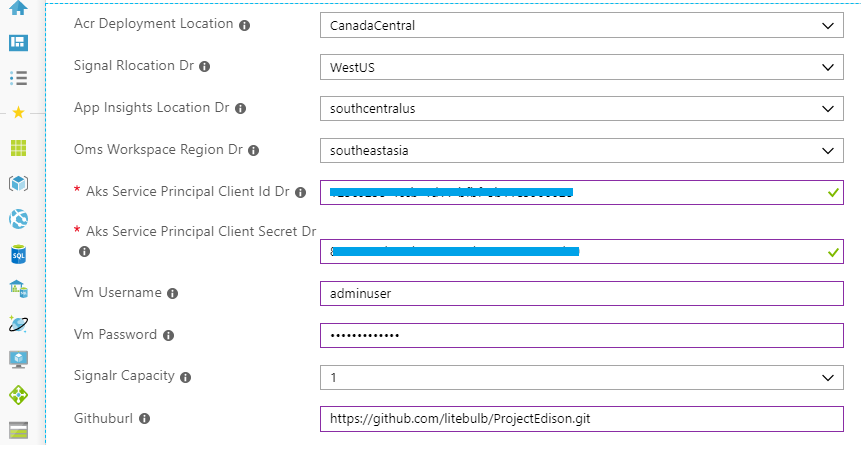 Acr Deployment Location CanadaCentral
Signal Rlocation Dr WestUS
App Insights Location Dr southcentralus
Oms Workspace Region Dr southeastasia
* Aks Service Principal Client Id Dr
* Aks Service Principal Client Secret Dr
Vm Username adminuser
Vm Password •••••••••••••
Signalr Capacity 1
Githuburl https://github.com/litebulb/ProjectEdison.git
SQL